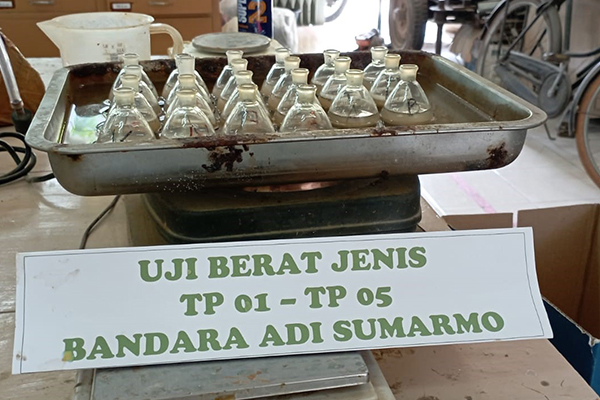 UJI BERAT JENIS
TP 01 – TP 05
BANDARA ADI SUMARMO